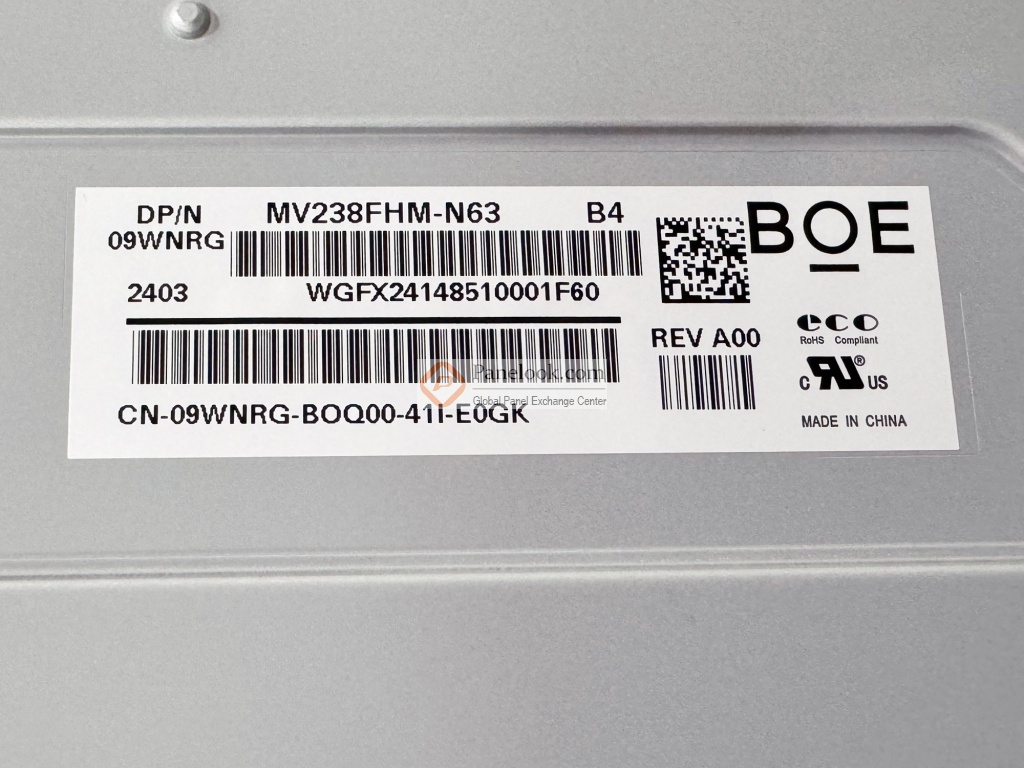 DP/N MV238FHM-N63 B4
09WNRG
2403 WGFX24148510001F60
CN-09WNRG-BOQ00-41I-E0GK
BOE
REV A00
eco
RoHS Compliant
c RU® US
MADE IN CHINA
Panelook.com
Global Panel Exchange Center